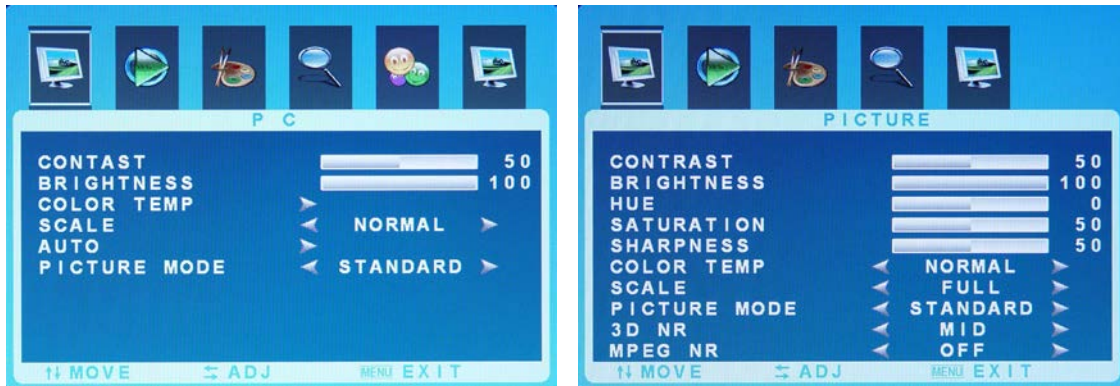 P C
CONTAST 50
BRIGHTNESS 100
COLOR TEMP
SCALE NORMAL
AUTO
PICTURE MODE STANDARD
MOVE ADJ MENU EXIT
PICTURE
CONTRAST 50
BRIGHTNESS 100
HUE 0
SATURATION 50
SHARPNESS 50
COLOR TEMP NORMAL
SCALE FULL
PICTURE MODE STANDARD
3D NR MID
MPEG NR OFF
MOVE ADJ MENU EXIT